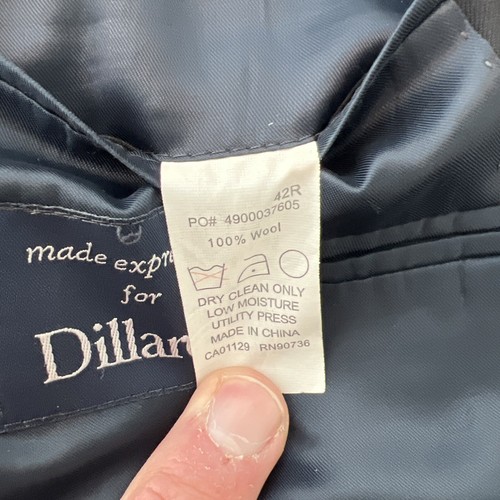 42R
PO# 4900037605
100% Wool
DRY CLEAN ONLY
LOW MOISTURE
UTILITY PRESS
MADE IN CHINA
CA01129 RN90736
made expr
for
Dillar